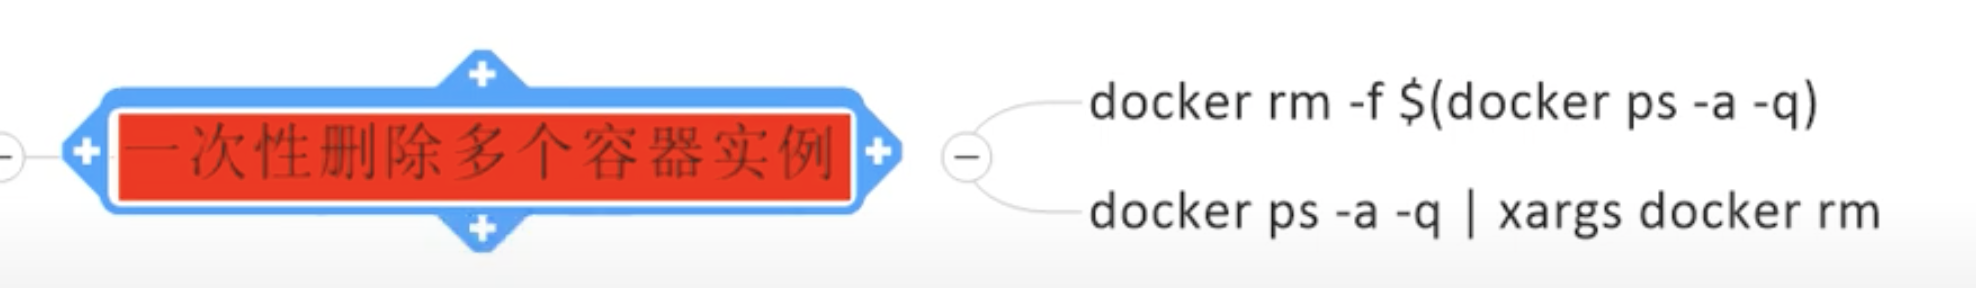 一次性删除多个容器实例
docker rm -f $(docker ps -a -q)
docker ps -a -q | xargs docker rm